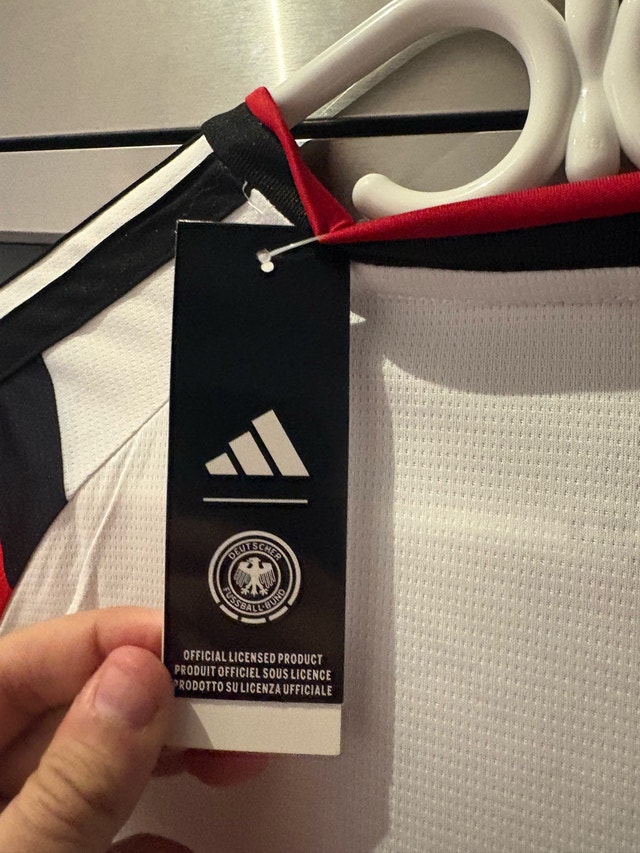 DEUTSCHER
FUSSBALL-BUND
OFFICIAL LICENSED PRODUCT
PRODUIT OFFICIEL SOUS LICENCE
PRODOTTO SU LICENZA UFFICIALE